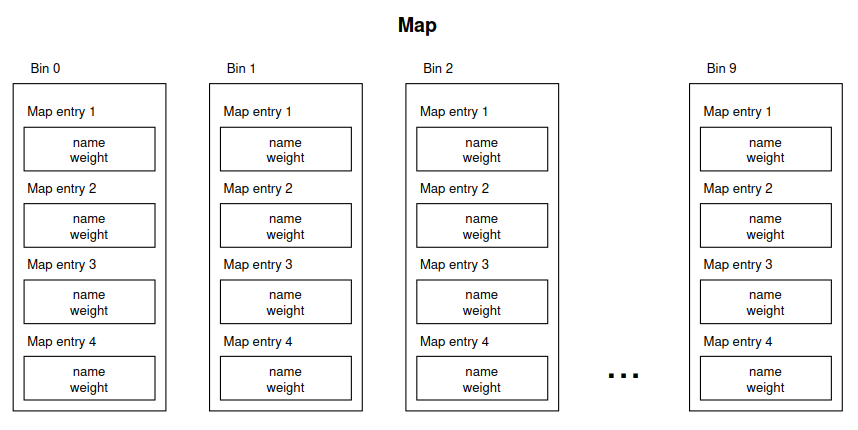 Map
Bin 0
Map entry 1
name
weight
Map entry 2
name
weight
Map entry 3
name
weight
Map entry 4
name
weight
Bin 1
Map entry 1
name
weight
Map entry 2
name
weight
Map entry 3
name
weight
Map entry 4
name
weight
Bin 2
Map entry 1
name
weight
Map entry 2
name
weight
Map entry 3
name
weight
Map entry 4
name
weight
...
Bin 9
Map entry 1
name
weight
Map entry 2
name
weight
Map entry 3
name
weight
Map entry 4
name
weight